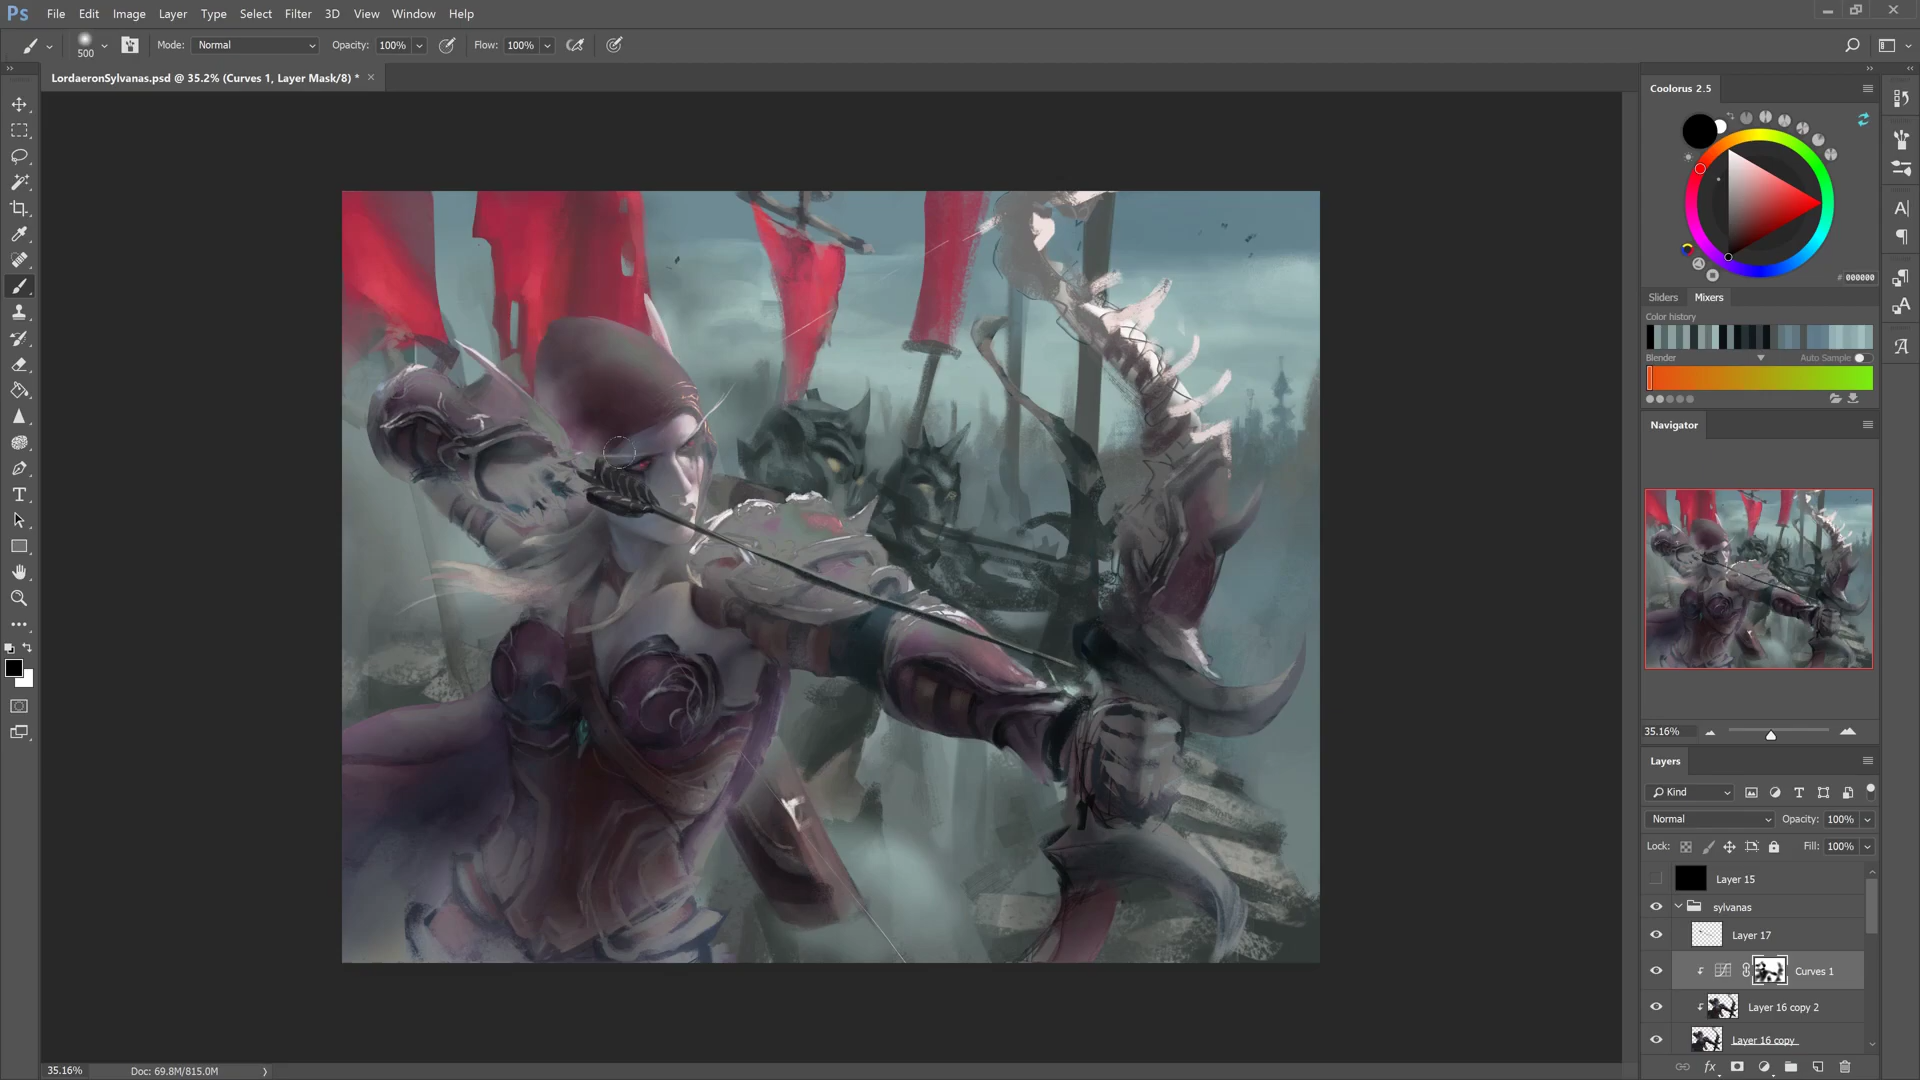 Ps File Edit Image Layer Type Select Filter 3D View Window Help
500 Mode: Normal Opacity: 100% Flow: 100%
LordaeronSylvanas.psd @ 35.2% (Curves 1, Layer Mask/8) * ×
Coolorus 2.5
# 000000
Sliders Mixers
Color history
Blender Auto Sample
Navigator
35.16%
Layers
Kind
Normal Opacity: 100%
Lock: Fill: 100%
Layer 15
sylvanas
Layer 17
Curves 1
Layer 16 copy 2
Layer 16 copy
fx
35.16% Doc: 69.8M/815.0M